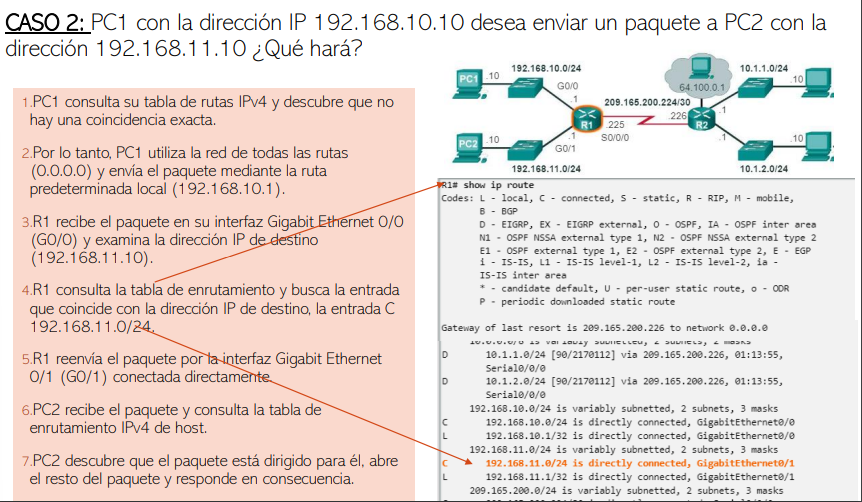 CASO 2: PC1 con la dirección IP 192.168.10.10 desea enviar un paquete a PC2 con la
dirección 192.168.11.10 ¿Qué hará?
1.PC1 consulta su tabla de rutas IPv4 y descubre que no
hay una coincidencia exacta.
2.Por lo tanto, PC1 utiliza la red de todas las rutas
(0.0.0.0) y envía el paquete mediante la ruta
predeterminada local (192.168.10.1).
3.R1 recibe el paquete en su interfaz Gigabit Ethernet 0/0
(G0/0) y examina la dirección IP de destino
(192.168.11.10).
4.R1 consulta la tabla de enrutamiento y busca la entrada
que coincide con la dirección IP de destino, la entrada C
192.168.11.0/24.
5.R1 reenvía el paquete por la interfaz Gigabit Ethernet
0/1 (G0/1) conectada directamente.
6.PC2 recibe el paquete y consulta la tabla de
enrutamiento IPv4 de host.
7.PC2 descubre que el paquete está dirigido para él, abre
el resto del paquete y responde en consecuencia.
192.168.10.0/24
10.1.1.0/24
PC1
.10
G0/0
.1
64.100.0.1
.10
209.165.200.224/30
.1
.1
R1
.225
.226
R2
S0/0/0
PC2
.10
.1
G0/1
.1
.10
192.168.11.0/24
10.1.2.0/24
R1# show ip route
Codes: L - local, C - connected, S - static, R - RIP, M - mobile,
B - BGP
D - EIGRP, EX - EIGRP external, O - OSPF, IA - OSPF inter area
N1 - OSPF NSSA external type 1, N2 - OSPF NSSA external type 2
E1 - OSPF external type 1, E2 - OSPF external type 2, E - EGP
i - IS-IS, L1 - IS-IS level-1, L2 - IS-IS level-2, ia -
IS-IS inter area
* - candidate default, U - per-user static route, o - ODR
P - periodic downloaded static route
Gateway of last resort is 209.165.200.226 to network 0.0.0.0
10.0.0.0/8 is variably subnetted, 2 subnets, 2 masks
D 10.1.1.0/24 [90/2170112] via 209.165.200.226, 01:13:55,
Serial0/0/0
D 10.1.2.0/24 [90/2170112] via 209.165.200.226, 01:13:55,
Serial0/0/0
192.168.10.0/24 is variably subnetted, 2 subnets, 3 masks
C 192.168.10.0/24 is directly connected, GigabitEthernet0/0
L 192.168.10.1/32 is directly connected, GigabitEthernet0/0
192.168.11.0/24 is variably subnetted, 2 subnets, 3 masks
C 192.168.11.0/24 is directly connected, GigabitEthernet0/1
L 192.168.11.1/32 is directly connected, GigabitEthernet0/1
209.165.200.0/24 is variably subnetted, 2 subnets, 3 masks